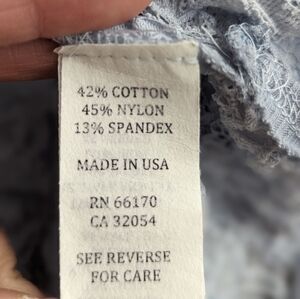 42% COTTON
45% NYLON
13% SPANDEX
MADE IN USA
RN 66170
CA 32054
SEE REVERSE
FOR CARE